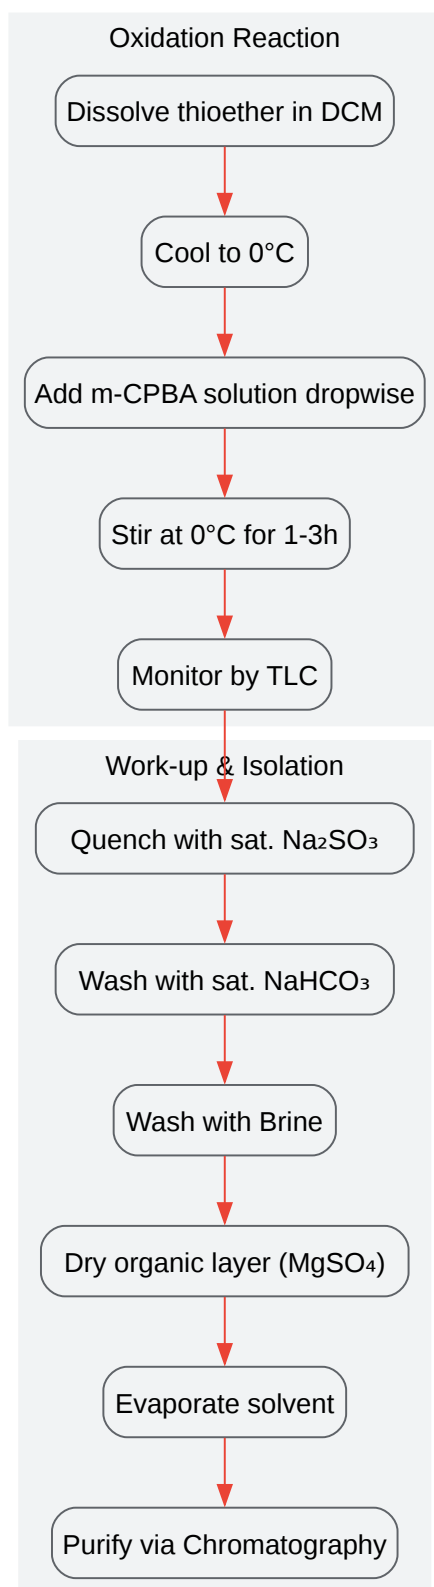 Oxidation Reaction
Dissolve thioether in DCM
Cool to 0°C
Add m-CPBA solution dropwise
Stir at 0°C for 1-3h
Monitor by TLC
Work-up & Isolation
Quench with sat. Na₂SO₃
Wash with sat. NaHCO₃
Wash with Brine
Dry organic layer (MgSO₄)
Evaporate solvent
Purify via Chromatography